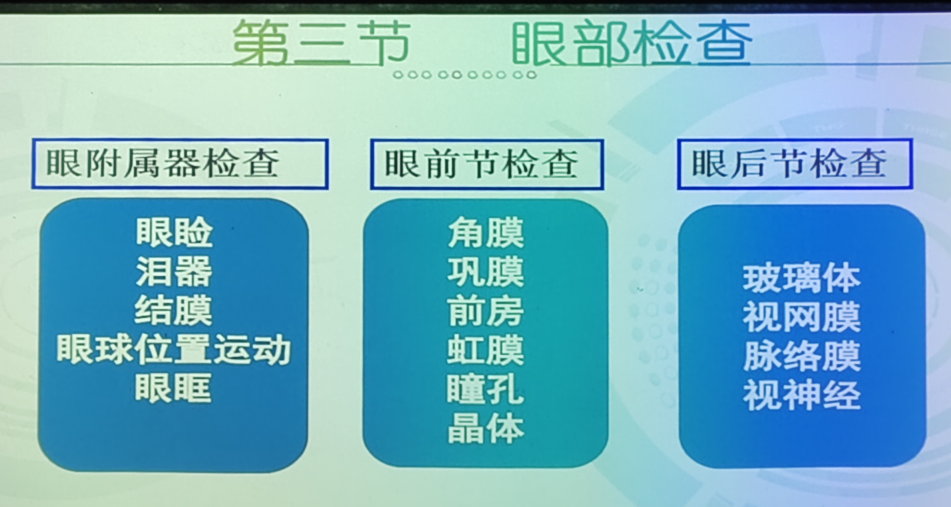 第三节 眼部检查
眼附属器检查
眼睑
泪器
结膜
眼球位置运动
眼眶
眼前节检查
角膜
巩膜
前房
虹膜
瞳孔
晶体
眼后节检查
玻璃体
视网膜
脉络膜
视神经